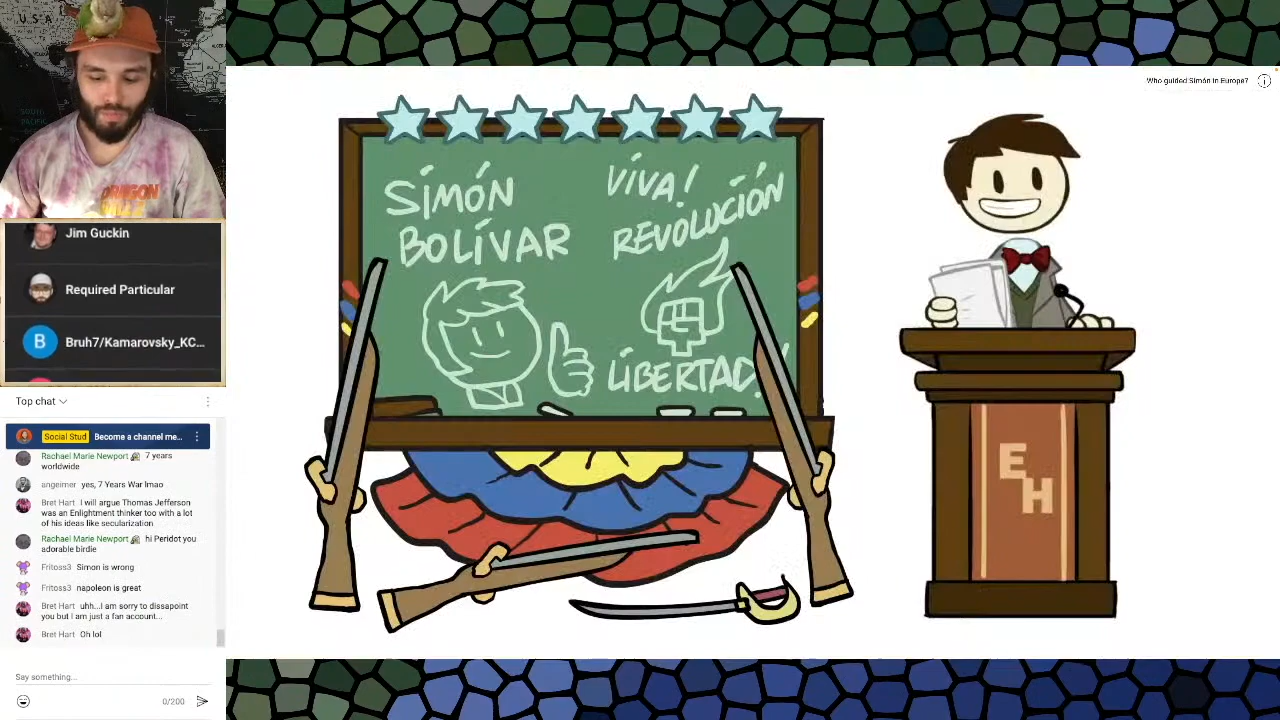 U.S.A.
SOUTH
PACIFIC
DRAGON
Jim Guckin
Required Particular
B
Bruh7/Kamarovsky_KC...
Top chat
Social Stud Become a channel me...
Rachael Marie Newport 7 years
worldwide
angeimer yes, 7 Years War lmao
Bret Hart I will argue Thomas Jefferson
was an Enlightment thinker too with a lot
of his ideas like secularization
Rachael Marie Newport hi Peridot you
adorable birdie
Fritoss3 Simon is wrong
Fritoss3 napoleon is great
Bret Hart uhh...I am sorry to dissapoint
you but i am just a fan account...
Bret Hart Oh lol
Say something...
0/200
Who guided Simón in Europe?
SIMÓN
BOLÍVAR
VIVA!
REVOLUCIÓN
LIBERTAD!
E
H